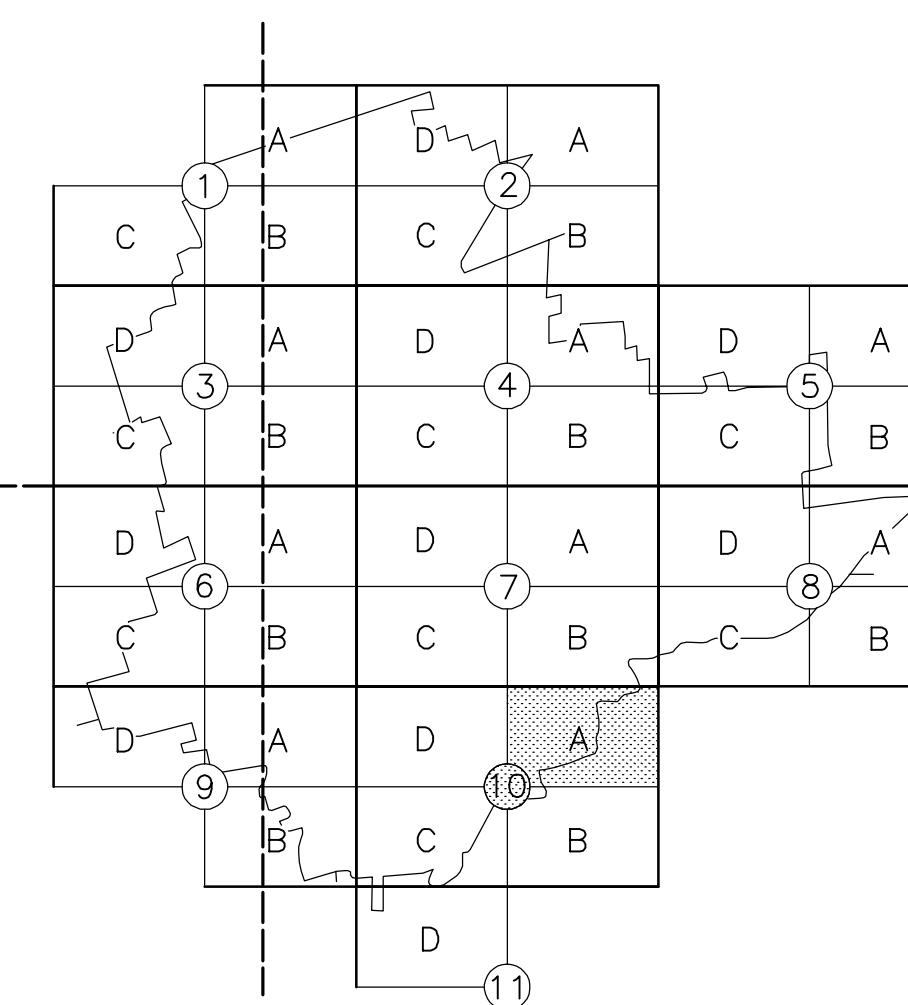 A D A
1 2
C B C B
D A D A D A
3 4 5
C B C B C B
D A D A D A
6 7 8
C B C B C B
D A D A
9 10
B C B
D
11